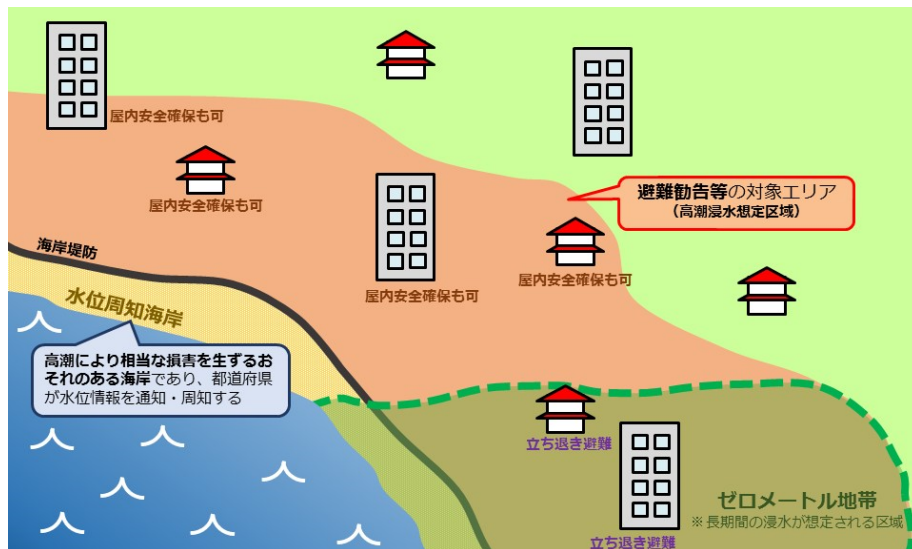 屋内安全確保も可
屋内安全確保も可
避難勧告等の対象エリア
（高潮浸水想定区域）
海岸堤防
屋内安全確保も可
屋内安全確保も可
水位周知海岸
高潮により相当な損害を生ずるお
それのある海岸であり、都道府県
が水位情報を通知・周知する
立ち退き避難
ゼロメートル地帯
※長期間の浸水が想定される区域
立ち退き避難